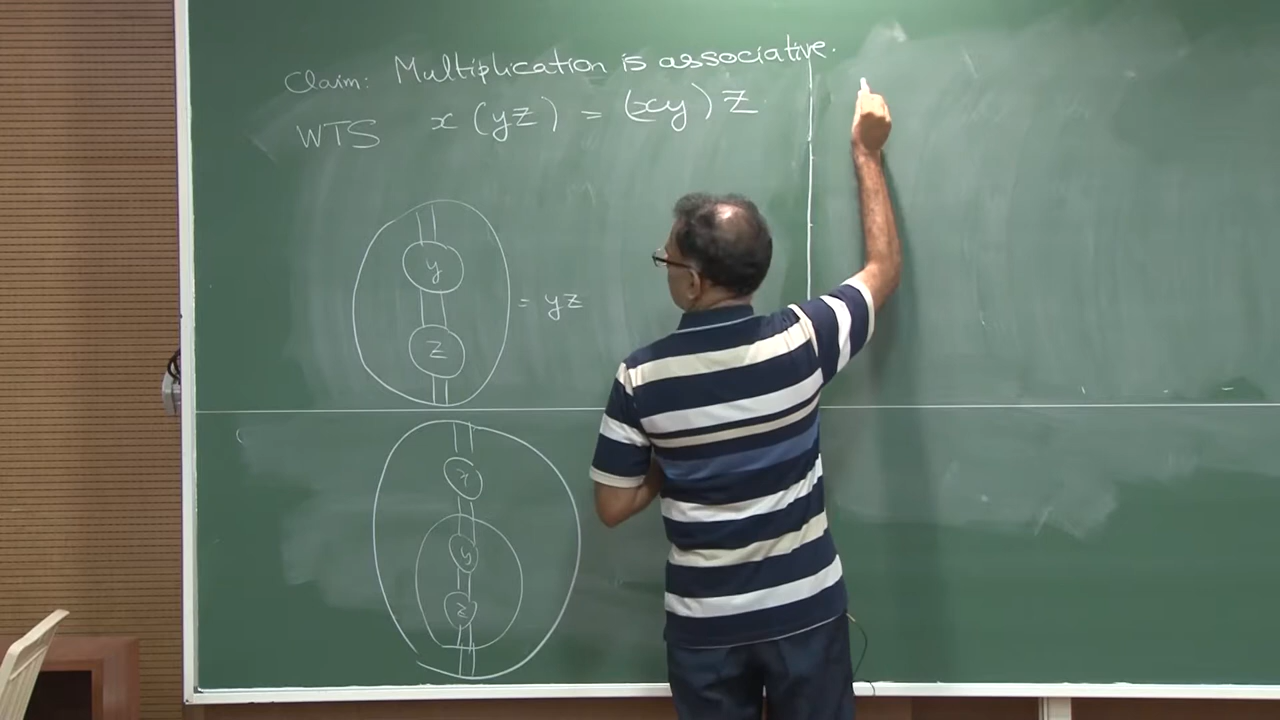 Claim: Multiplication is associative.
WTS x (yz) = (xy) z
y
z
= yz
x
y
z